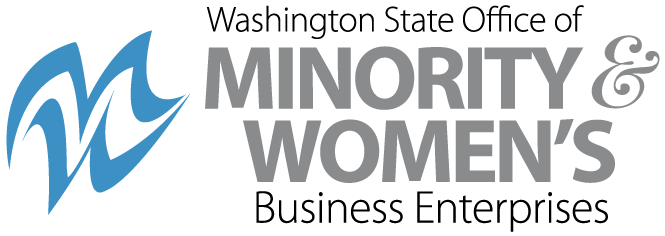 Washington State Office of
MINORITY &
WOMEN'S
Business Enterprises